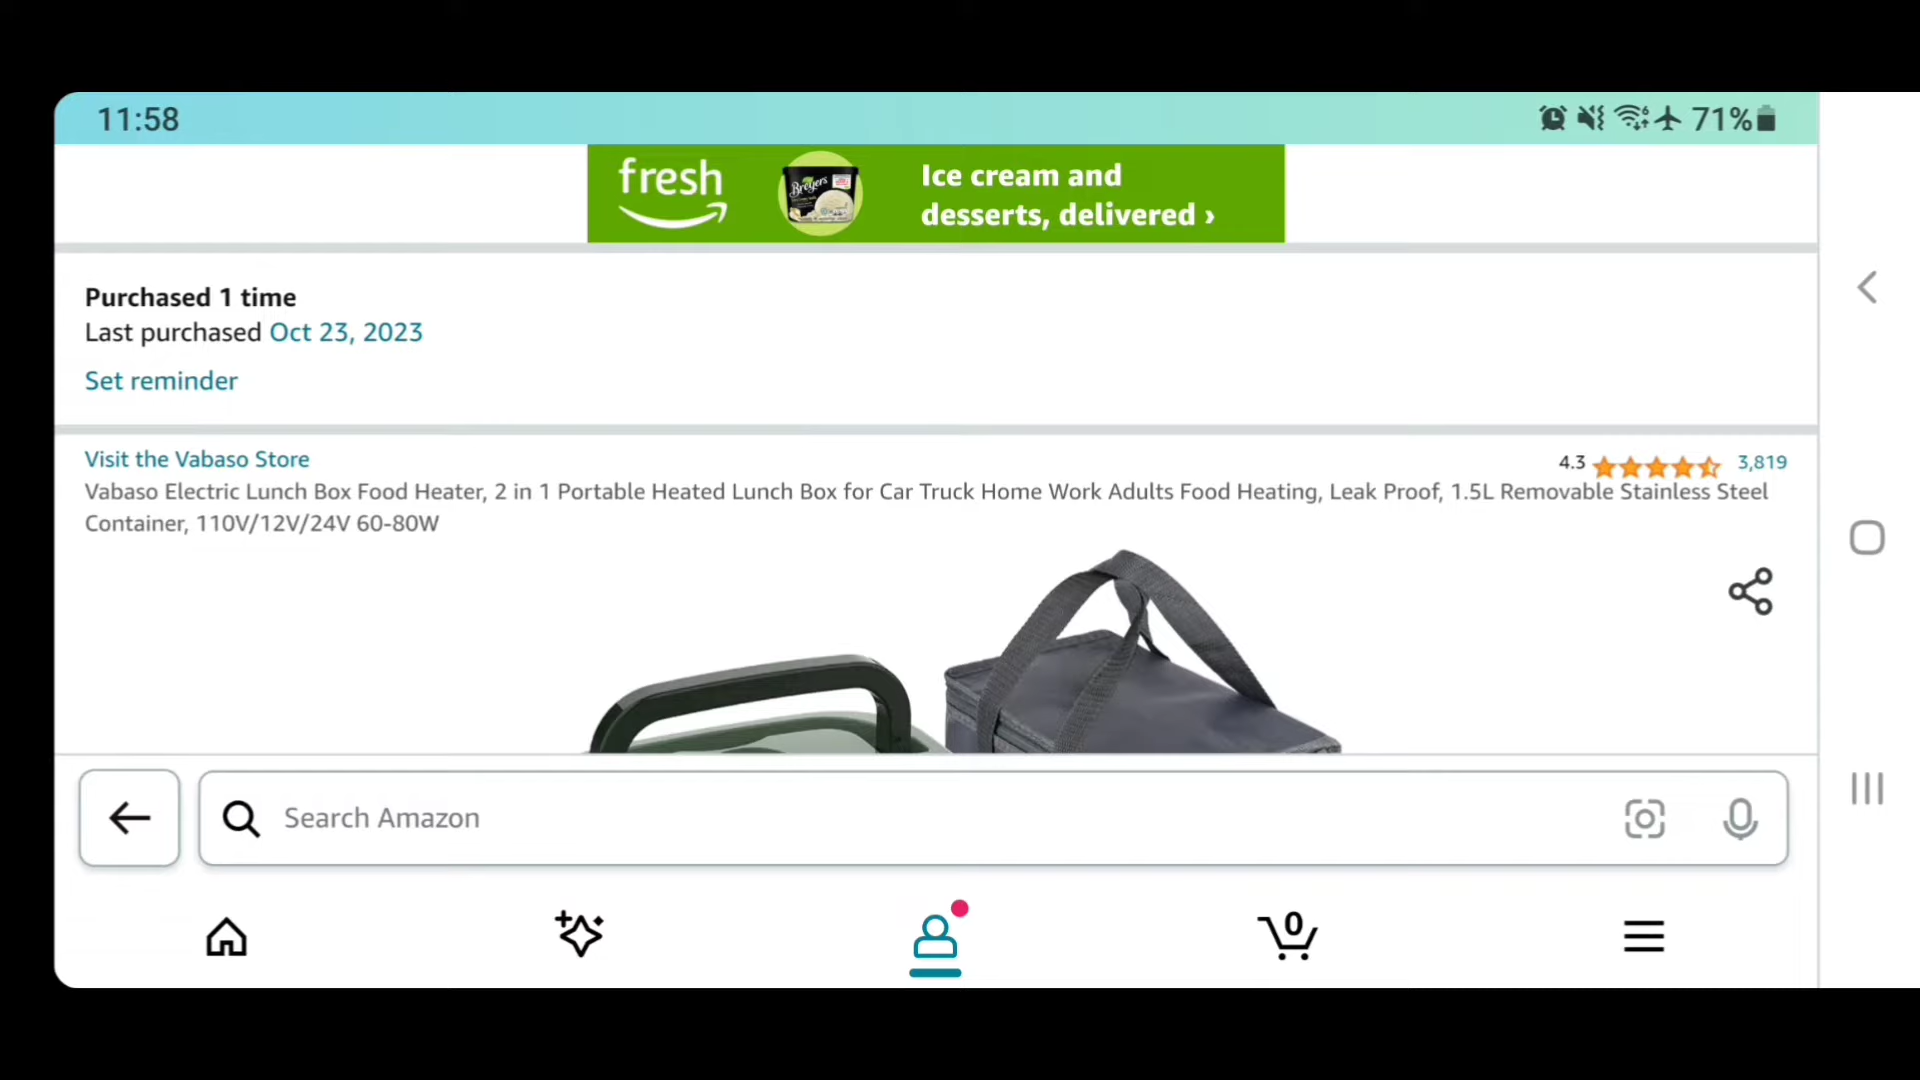 11:58
71%
fresh
Breyers
Ice cream and
desserts, delivered ›
Purchased 1 time
Last purchased Oct 23, 2023
Set reminder
Visit the Vabaso Store
4.3
3,819
Vabaso Electric Lunch Box Food Heater, 2 in 1 Portable Heated Lunch Box for Car Truck Home Work Adults Food Heating, Leak Proof, 1.5L Removable Stainless Steel
Container, 110V/12V/24V 60-80W
Search Amazon
0